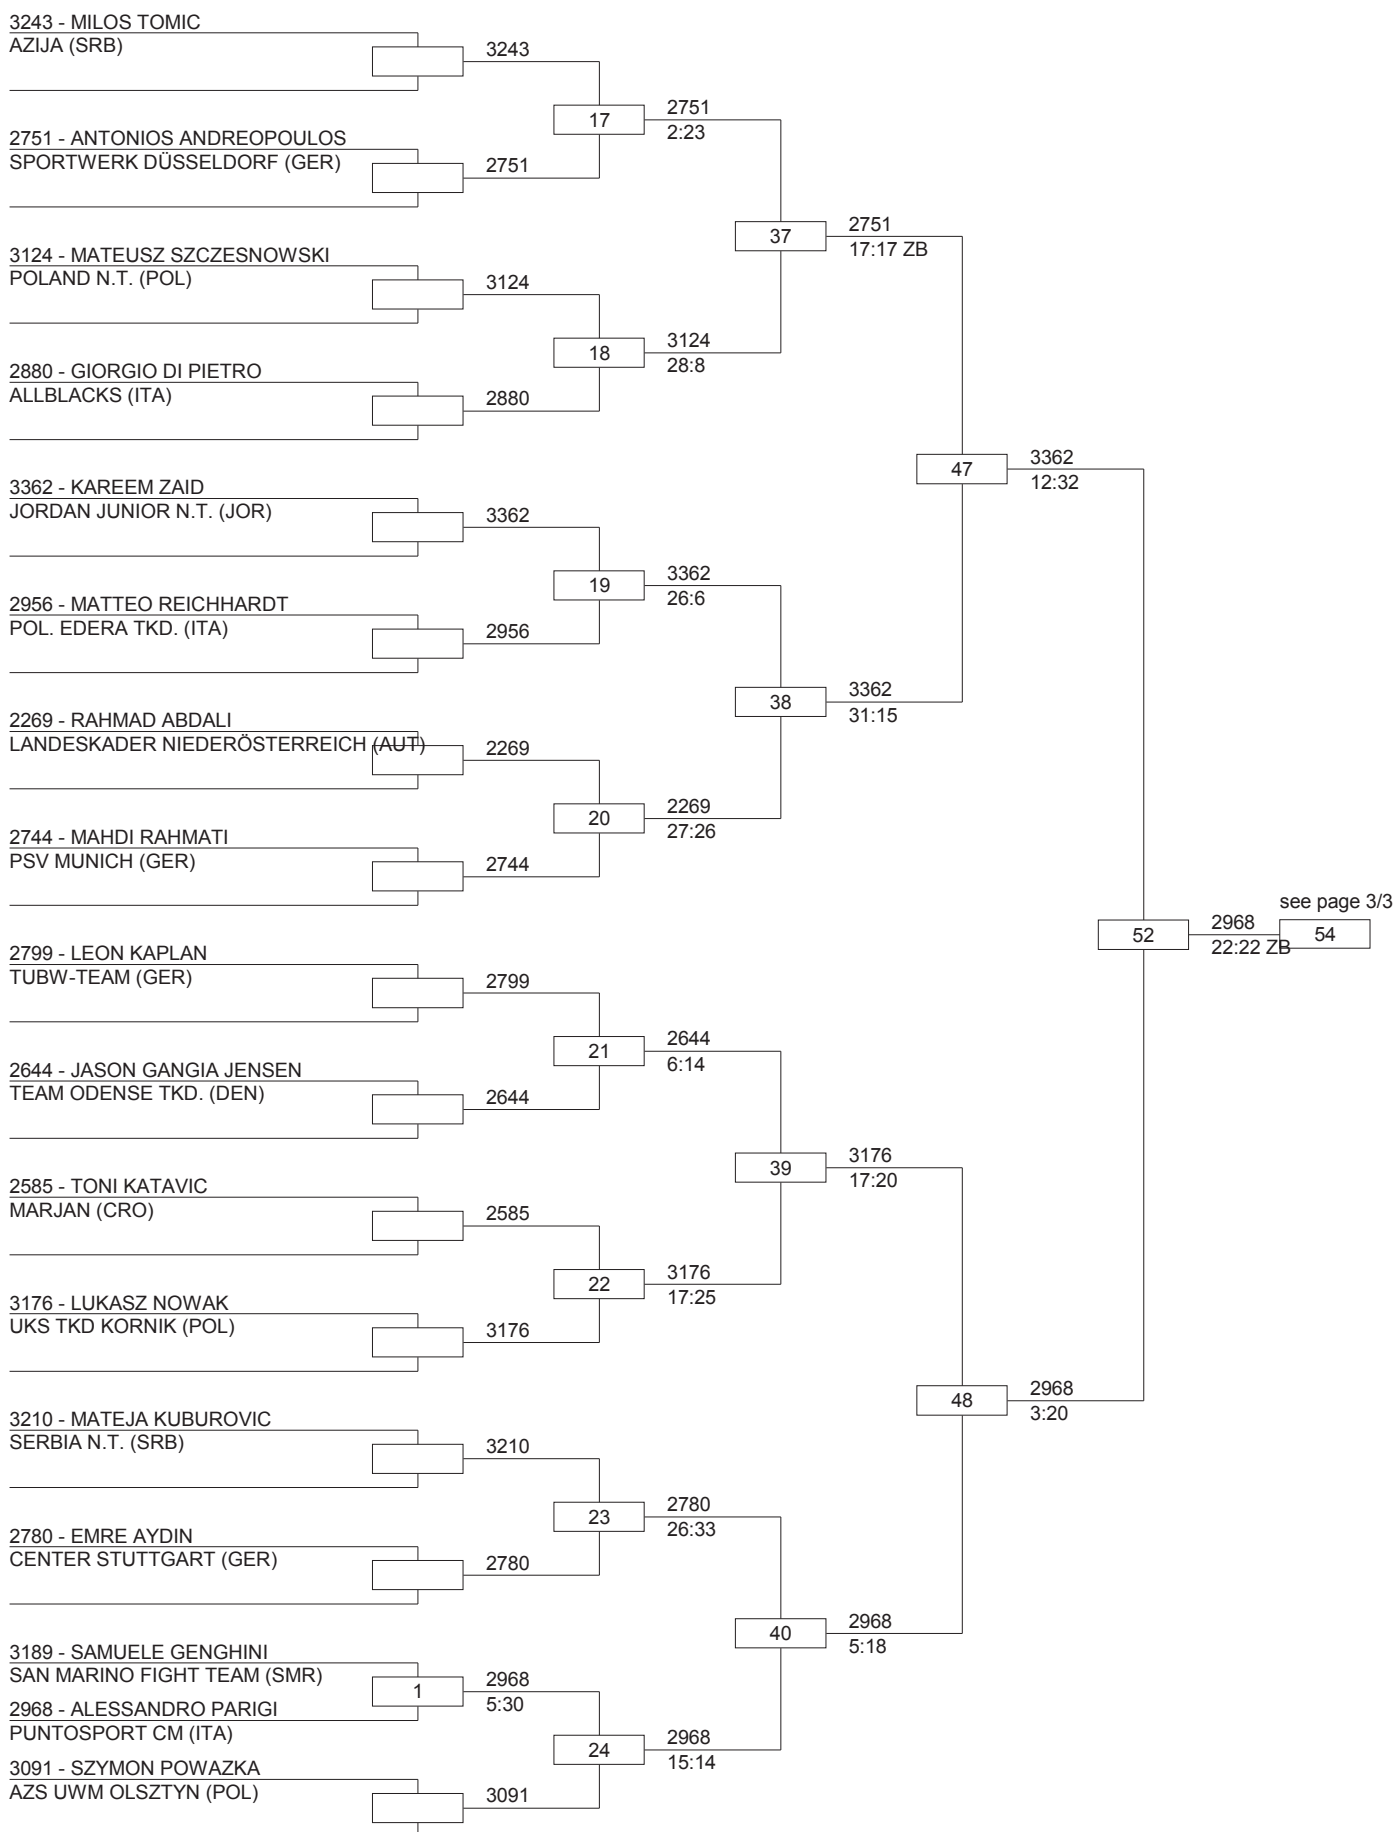 3243 - MILOS TOMIC
AZIJA (SRB)
3243
17
2751
2:23
2751 - ANTONIOS ANDREOPOULOS
SPORTWERK DÜSSELDORF (GER)
2751
37
2751
17:17 ZB
3124 - MATEUSZ SZCZESNOWSKI
POLAND N.T. (POL)
3124
18
3124
28:8
2880 - GIORGIO DI PIETRO
ALLBLACKS (ITA)
2880
47
3362
12:32
3362 - KAREEM ZAID
JORDAN JUNIOR N.T. (JOR)
3362
19
3362
26:6
2956 - MATTEO REICHHARDT
POL. EDERA TKD. (ITA)
2956
38
3362
31:15
2269 - RAHMAD ABDALI
LANDESKADER NIEDERÖSTERREICH (AUT)
2269
20
2269
27:26
2744 - MAHDI RAHMATI
PSV MUNICH (GER)
2744
see page 3/3
52
2968
22:22 ZB
54
2799 - LEON KAPLAN
TUBW-TEAM (GER)
2799
21
2644
6:14
2644 - JASON GANGIA JENSEN
TEAM ODENSE TKD. (DEN)
2644
39
3176
17:20
2585 - TONI KATAVIC
MARJAN (CRO)
2585
22
3176
17:25
3176 - LUKASZ NOWAK
UKS TKD KORNIK (POL)
3176
48
2968
3:20
3210 - MATEJA KUBUROVIC
SERBIA N.T. (SRB)
3210
23
2780
26:33
2780 - EMRE AYDIN
CENTER STUTTGART (GER)
2780
40
2968
5:18
3189 - SAMUELE GENGHINI
SAN MARINO FIGHT TEAM (SMR)
1
2968
5:30
2968 - ALESSANDRO PARIGI
PUNTOSPORT CM (ITA)
24
2968
15:14
3091 - SZYMON POWAZKA
AZS UWM OLSZTYN (POL)
3091